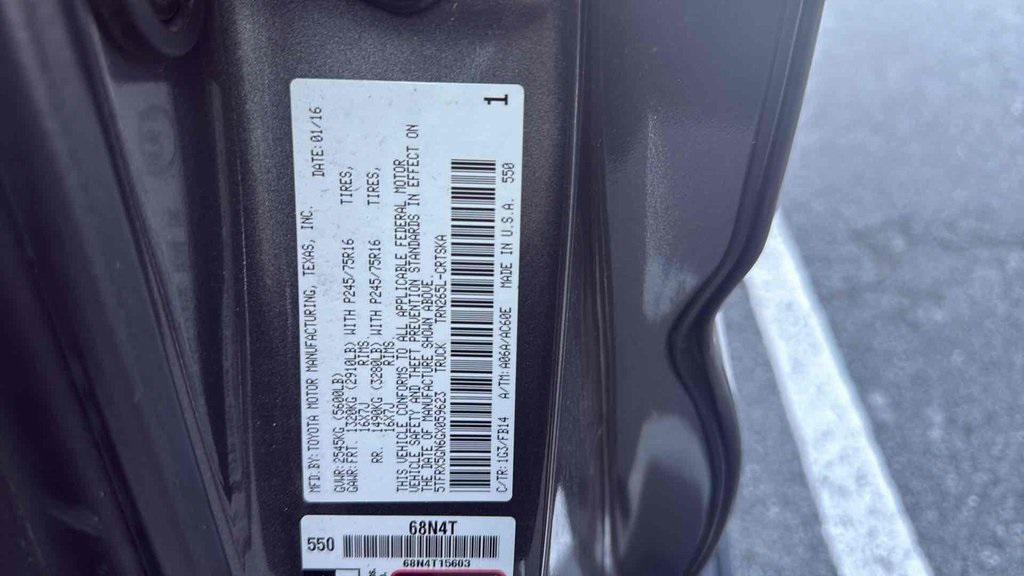 MFD.BY:TOYOTA MOTOR MANUFACTURING, TEXAS, INC. DATE:01/16
GVWR:2545KG(5600LB)
GAWR:FRT. 1320KG(2910LB) WITH P245/75R16 TIRES,
16X7J RIMS
RR. 1490KG (3280LB) WITH P245/75R16 TIRES,
16X7J RIMS
THIS VEHICLE CONFORMS TO ALL APPLICABLE FEDERAL MOTOR
VEHICLE SAFETY AND THEFT PREVENTION STANDARDS IN EFFECT ON
THE DATE OF MANUFACTURE SHOWN ABOVE.
5TFRX5GN6GX059623 TRUCK TRN265L-CRTSKA
C/TR:1G3/FB14 A/TM:A06A/AC60E MADE IN U.S.A. 550
1
68N4T
550
68N4T15603